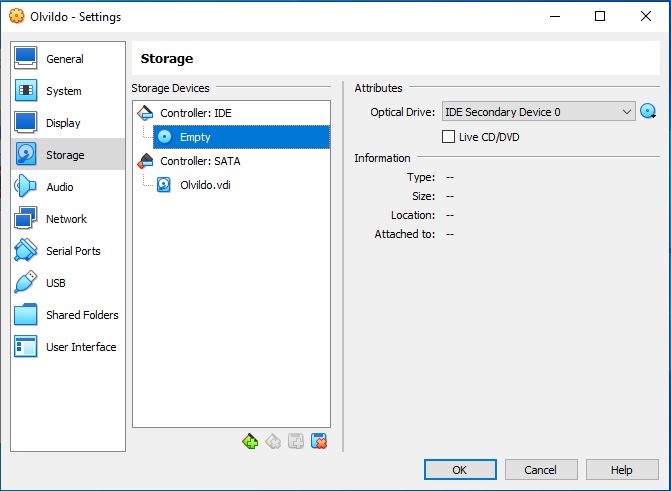 Olvildo - Settings
General
System
Display
Storage
Audio
Network
Serial Ports
USB
Shared Folders
User Interface
Storage
Storage Devices
Controller: IDE
Empty
Controller: SATA
Olvildo.vdi
Attributes
Optical Drive: IDE Secondary Device 0
Live CD/DVD
Information
Type: --
Size: --
Location: --
Attached to: --
OK
Cancel
Help